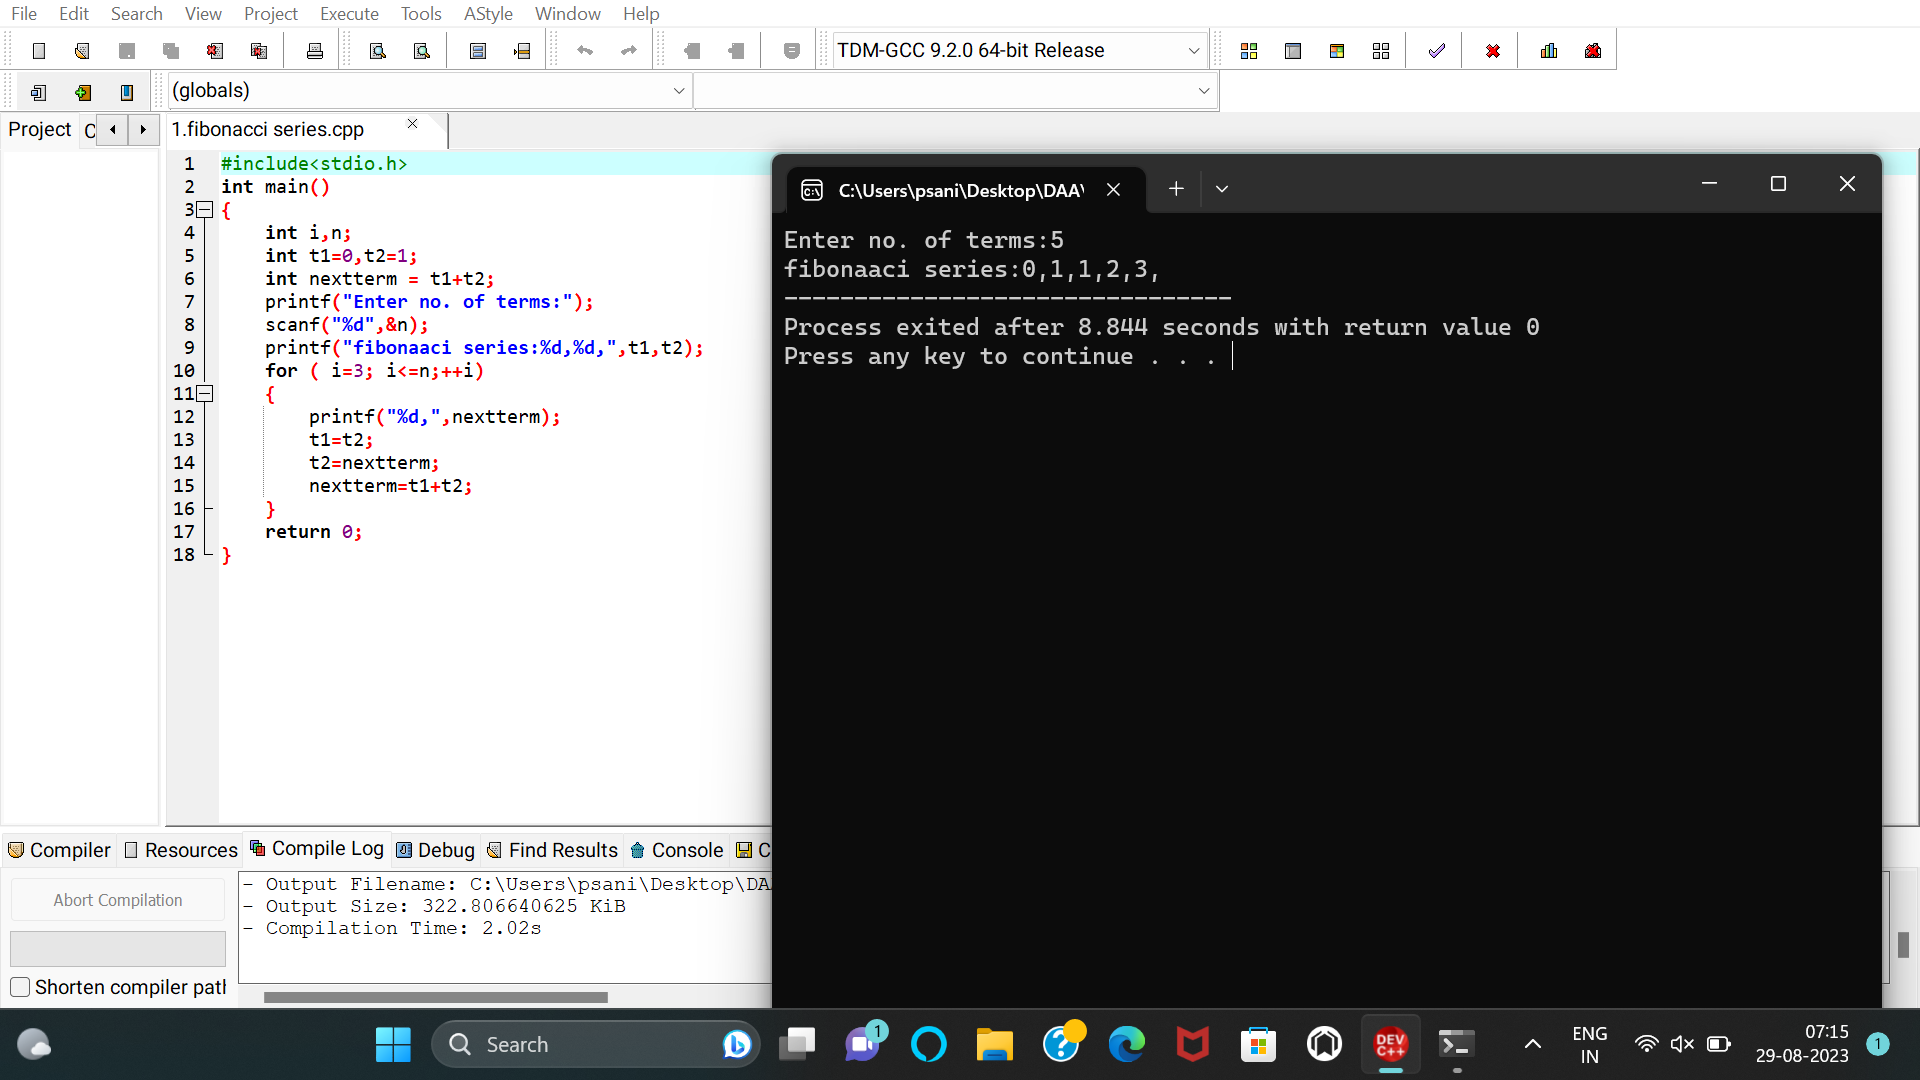 File Edit Search View Project Execute Tools AStyle Window Help
TDM-GCC 9.2.0 64-bit Release
(globals)
Project C
1.fibonacci series.cpp
1 #include<stdio.h>
2 int main()
3 {
4 int i,n;
5 int t1=0,t2=1;
6 int nextterm = t1+t2;
7 printf("Enter no. of terms:");
8 scanf("%d",&n);
9 printf("fibonaaci series:%d,%d,",t1,t2);
10 for ( i=3; i<=n;++i)
11 {
12 printf("%d,",nextterm);
13 t1=t2;
14 t2=nextterm;
15 nextterm=t1+t2;
16 }
17 return 0;
18 }
C:\Users\psani\Desktop\DAA\
Enter no. of terms:5
fibonaaci series:0,1,1,2,3,
--------------------------------
Process exited after 8.844 seconds with return value 0
Press any key to continue . . .
Compiler Resources Compile Log Debug Find Results Console C
Abort Compilation
Shorten compiler path
- Output Filename: C:\Users\psani\Desktop\DAA
- Output Size: 322.806640625 KiB
- Compilation Time: 2.02s
Search
1
DEV
C++
ENG
IN
07:15
29-08-2023
1